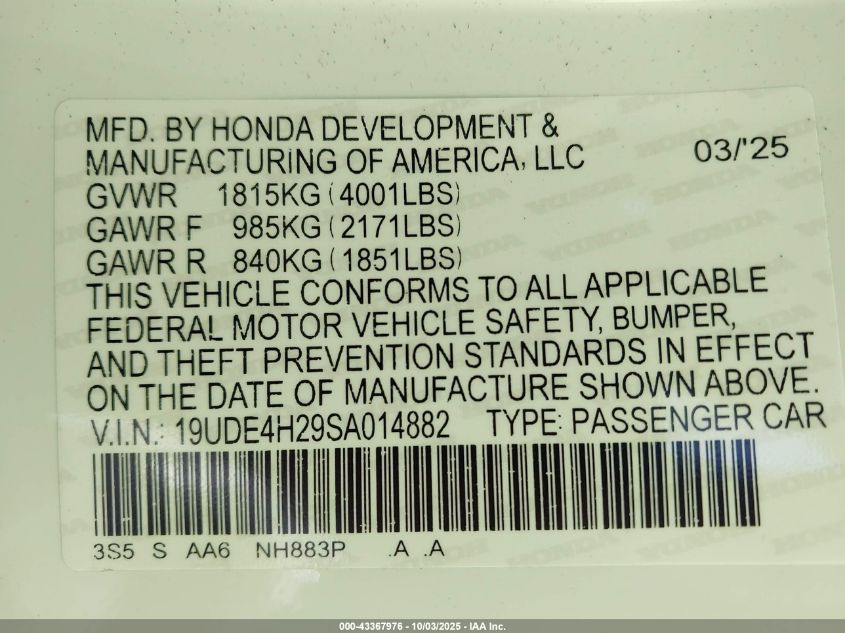 MFD. BY HONDA DEVELOPMENT &
MANUFACTURING OF AMERICA, LLC 03/'25
GVWR 1815KG (4001LBS)
GAWR F 985KG (2171LBS)
GAWR R 840KG (1851LBS)
THIS VEHICLE CONFORMS TO ALL APPLICABLE
FEDERAL MOTOR VEHICLE SAFETY, BUMPER,
AND THEFT PREVENTION STANDARDS IN EFFECT
ON THE DATE OF MANUFACTURE SHOWN ABOVE.
V.I.N.: 19UDE4H29SA014882 TYPE: PASSENGER CAR
3S5 S AA6 NH883P .A .A
000-43367976 - 10/03/2025 - IAA Inc.